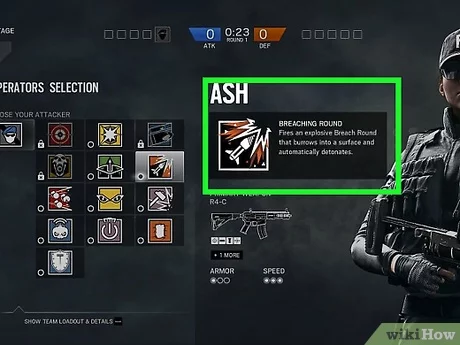 TAGE
0 0:23 0
ATK ROUND 1 DEF
PERATORS SELECTION
OSE YOUR ATTACKER
ASH
BREACHING ROUND
Fires an explosive Breach Round
that burrows into a surface and
automatically detonates.
R4-C
+ 1 MORE
ARMOR SPEED
SHOW TEAM LOADOUT & DETAILS
wikiHow